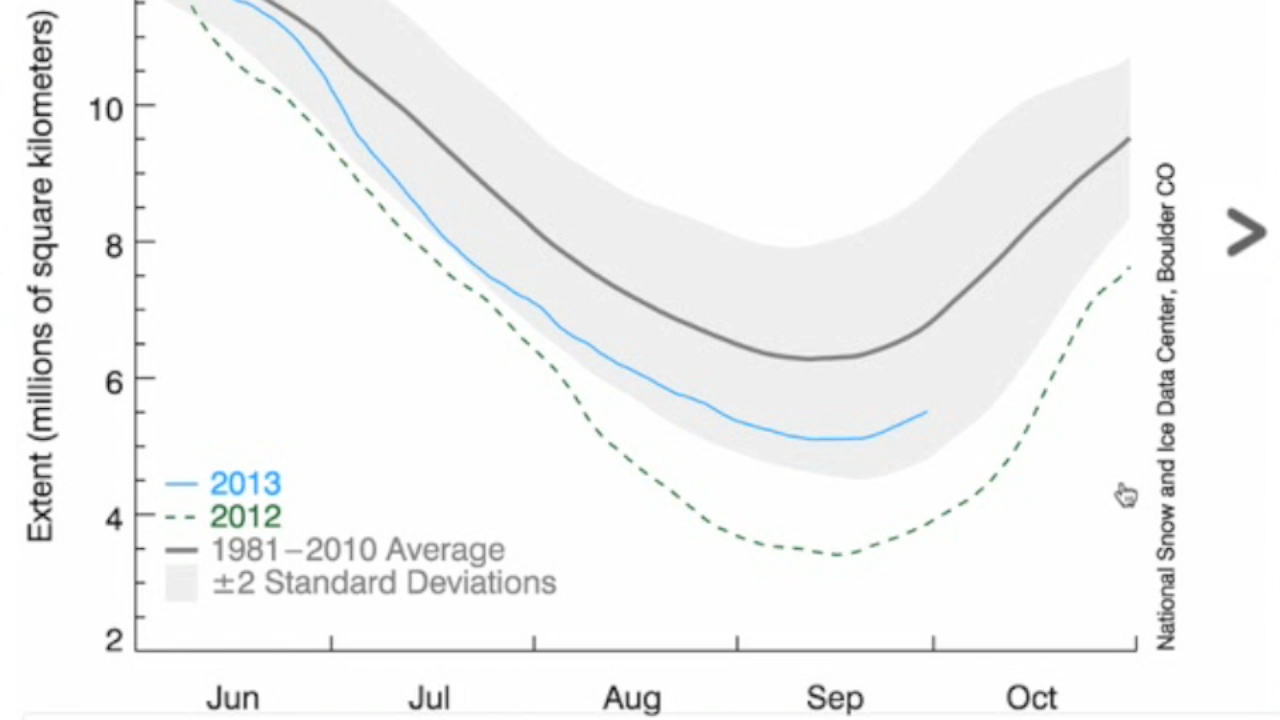 Extent (millions of square kilometers)
10
8
6
4
2
2013
2012
1981–2010 Average
±2 Standard Deviations
Jun Jul Aug Sep Oct
National Snow and Ice Data Center, Boulder CO